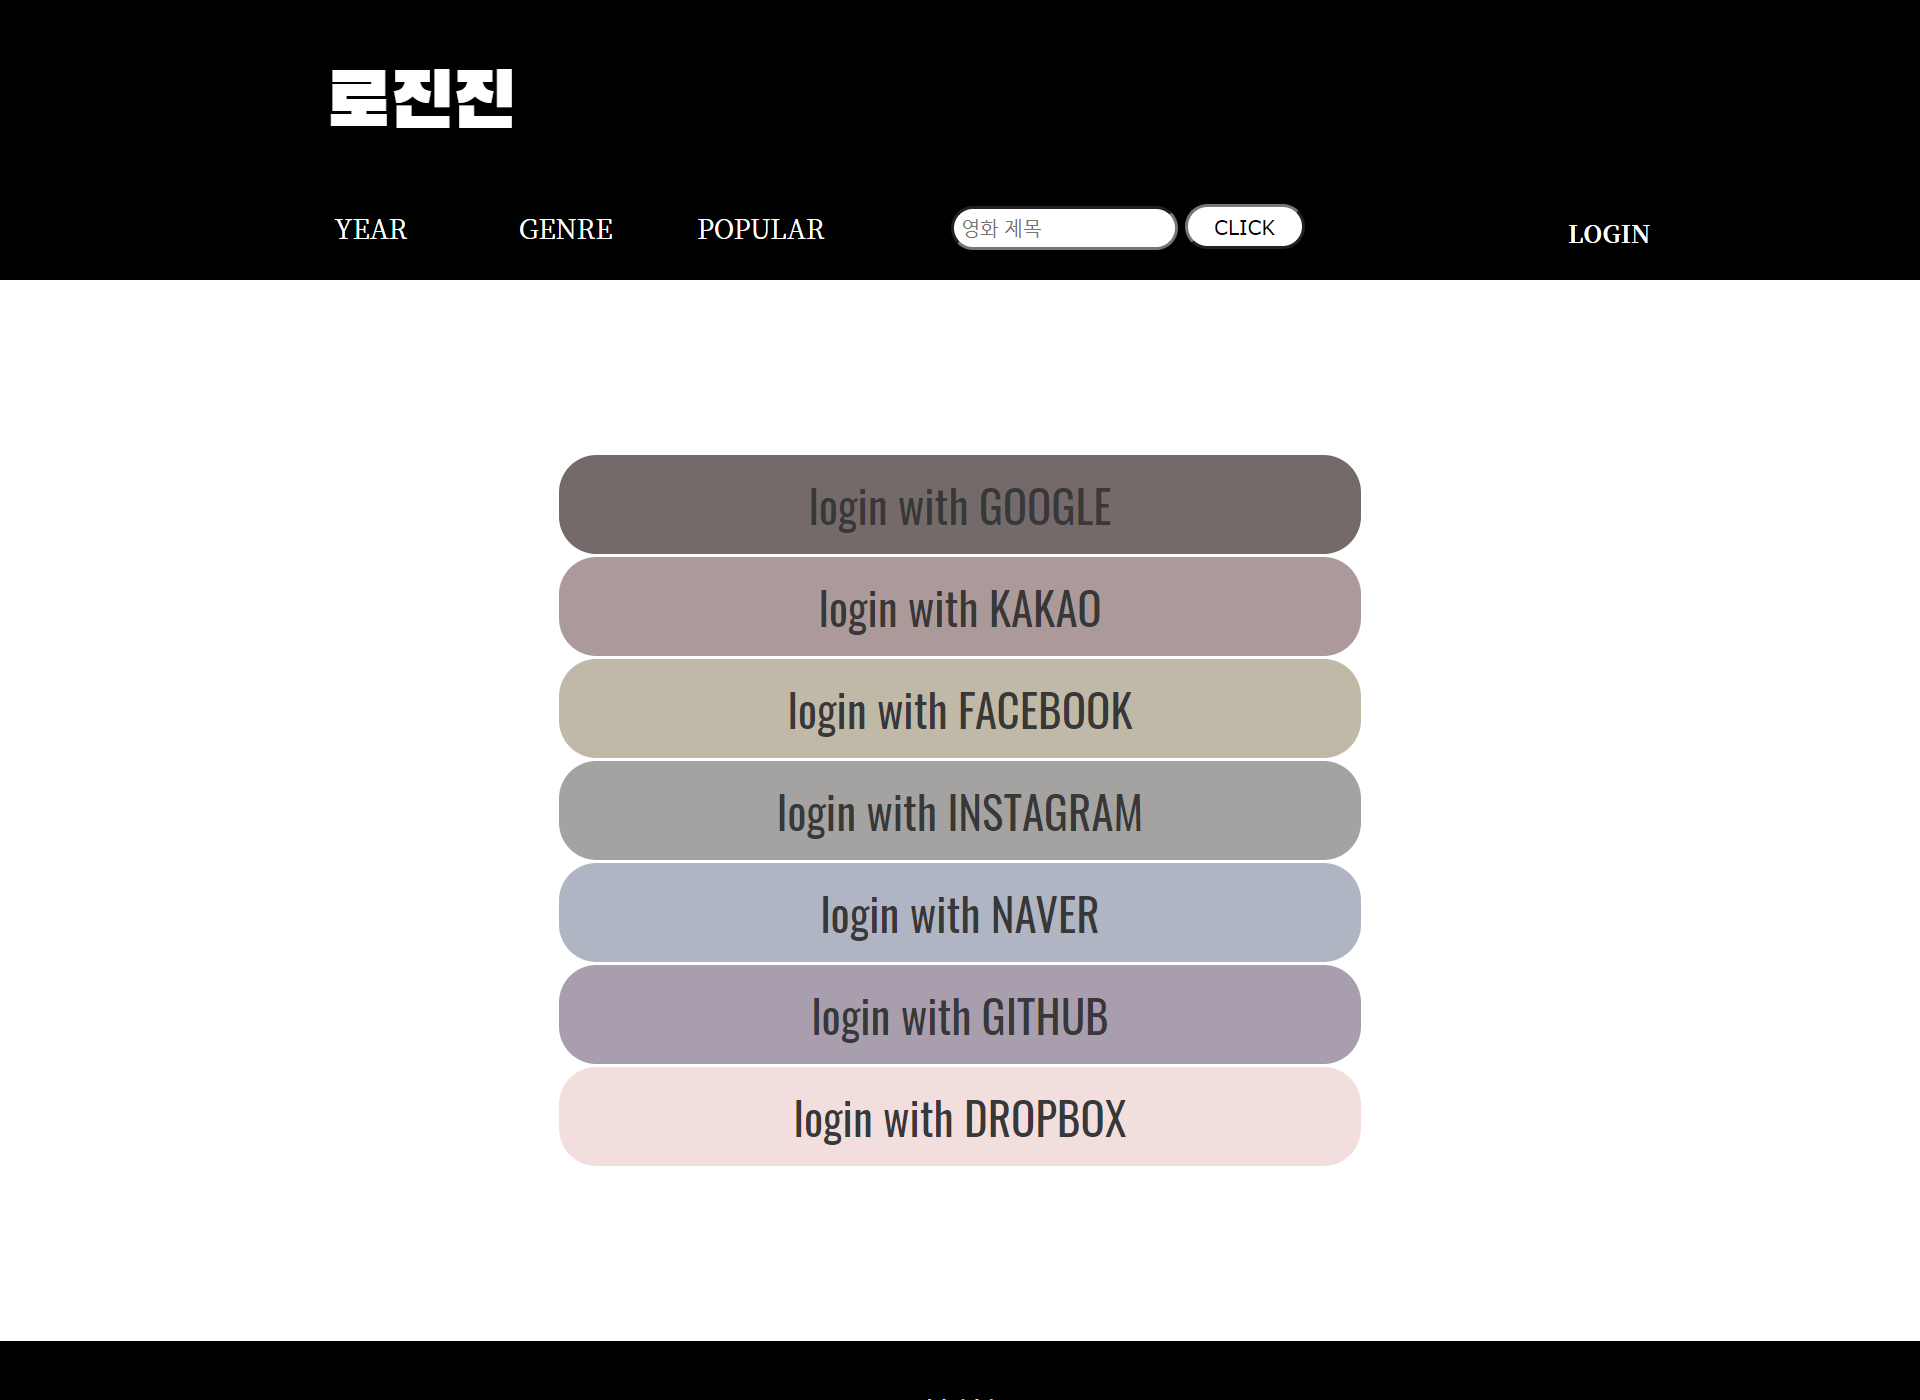 로진진
YEAR GENRE POPULAR 영화 제목 CLICK LOGIN
login with GOOGLE
login with KAKAO
login with FACEBOOK
login with INSTAGRAM
login with NAVER
login with GITHUB
login with DROPBOX